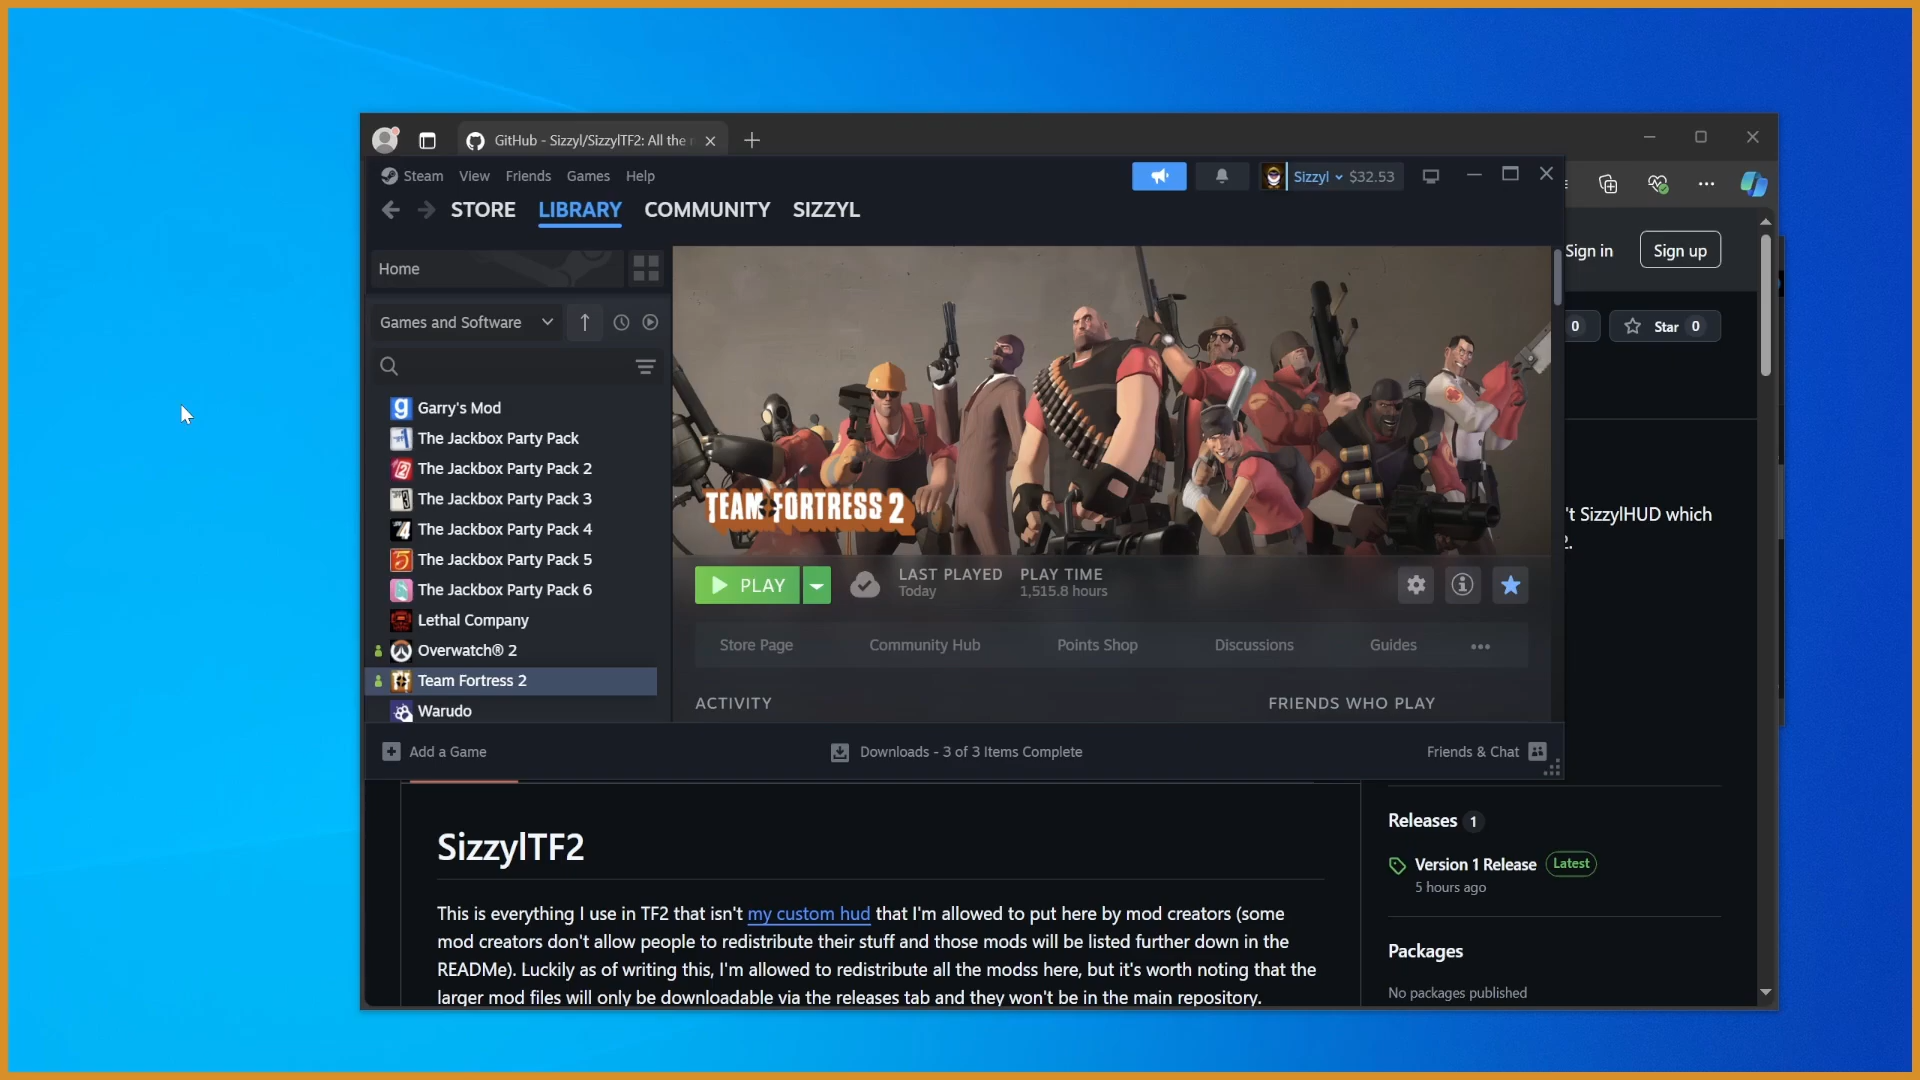 GitHub - Sizzyl/SizzylTF2: All the
Steam View Friends Games Help
Sizzyl $32.53
STORE LIBRARY COMMUNITY SIZZYL
Sign in
Sign up
Home
Games and Software
0
Star 0
Garry's Mod
The Jackbox Party Pack
The Jackbox Party Pack 2
The Jackbox Party Pack 3
The Jackbox Party Pack 4
The Jackbox Party Pack 5
The Jackbox Party Pack 6
Lethal Company
Overwatch® 2
Team Fortress 2
Warudo
TEAM FORTRESS 2
't SizzylHUD which
2.
PLAY
LAST PLAYED
Today
PLAY TIME
1,515.8 hours
Store Page Community Hub Points Shop Discussions Guides
ACTIVITY
FRIENDS WHO PLAY
Add a Game
Downloads - 3 of 3 Items Complete
Friends & Chat
SizzylTF2
This is everything I use in TF2 that isn't my custom hud that I'm allowed to put here by mod creators (some
mod creators don't allow people to redistribute their stuff and those mods will be listed further down in the
READMe). Luckily as of writing this, I'm allowed to redistribute all the modss here, but it's worth noting that the
larger mod files will only be downloadable via the releases tab and they won't be in the main repository.
Releases 1
Version 1 Release Latest
5 hours ago
Packages
No packages published